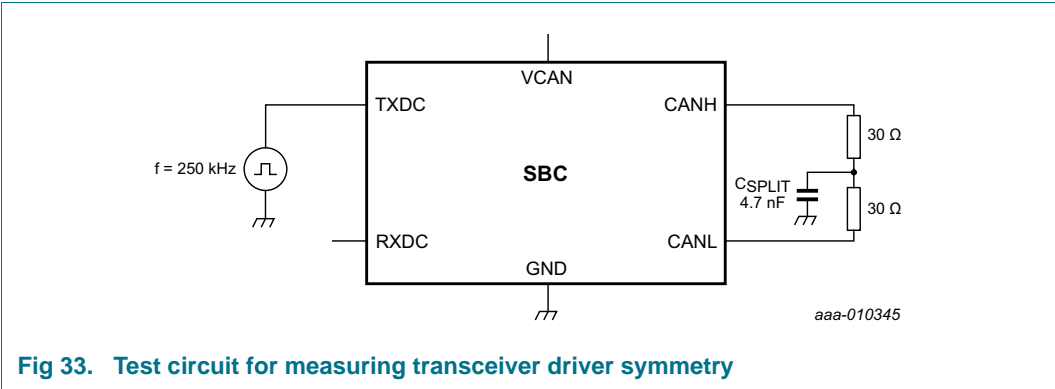 VCAN
TXDC
CANH
30 Ω
f = 250 kHz
SBC
CSPLIT
4.7 nF
30 Ω
RXDC
CANL
GND
aaa-010345
Fig 33. Test circuit for measuring transceiver driver symmetry